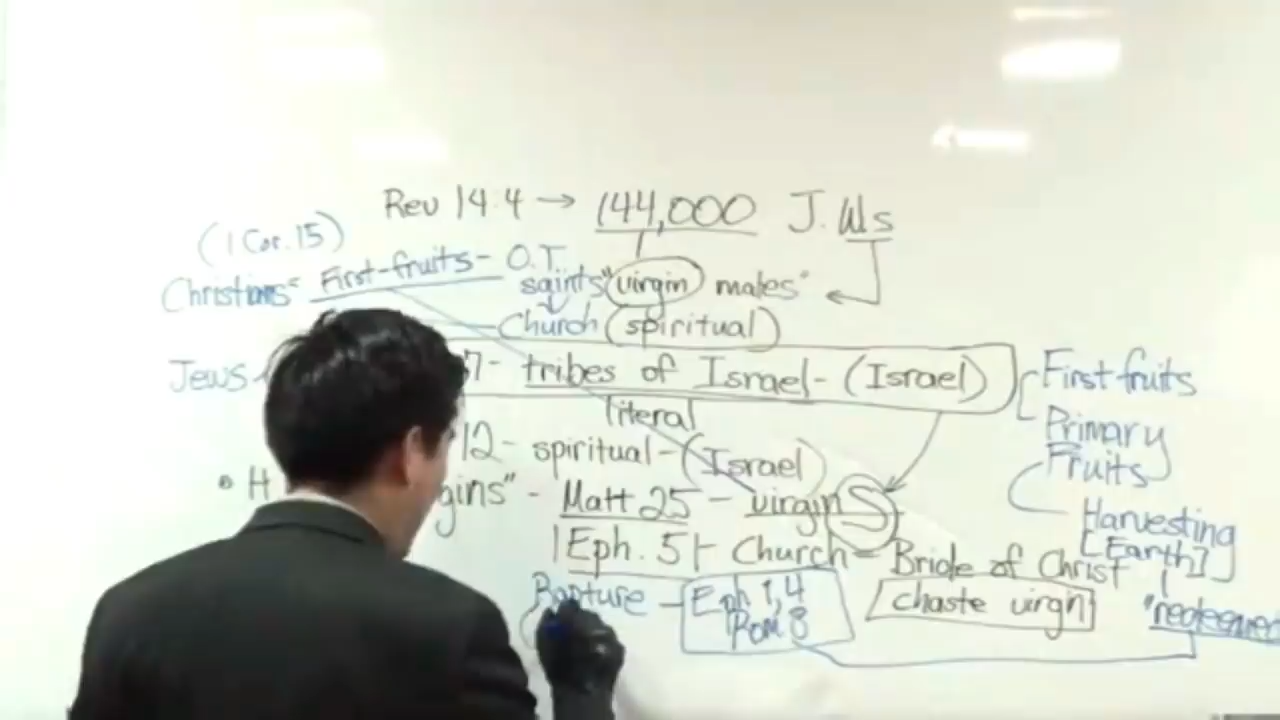 Rev 14:4 → 144,000 J.Ws
(1 Cor. 15)
Christians = First-fruits - O.T. saints "virgin males"
Church (spiritual)
Jews 7 - tribes of Israel - (Israel)
literal
First fruits
Primary Fruits
12 - spiritual - (Israel)
• H gins" - Matt 25 - virginS
Harvesting [Earth]
Eph. 5 Church = Bride of Christ
Rapture - Eph 1,4 Rom 8
chaste virgn
"redeemed